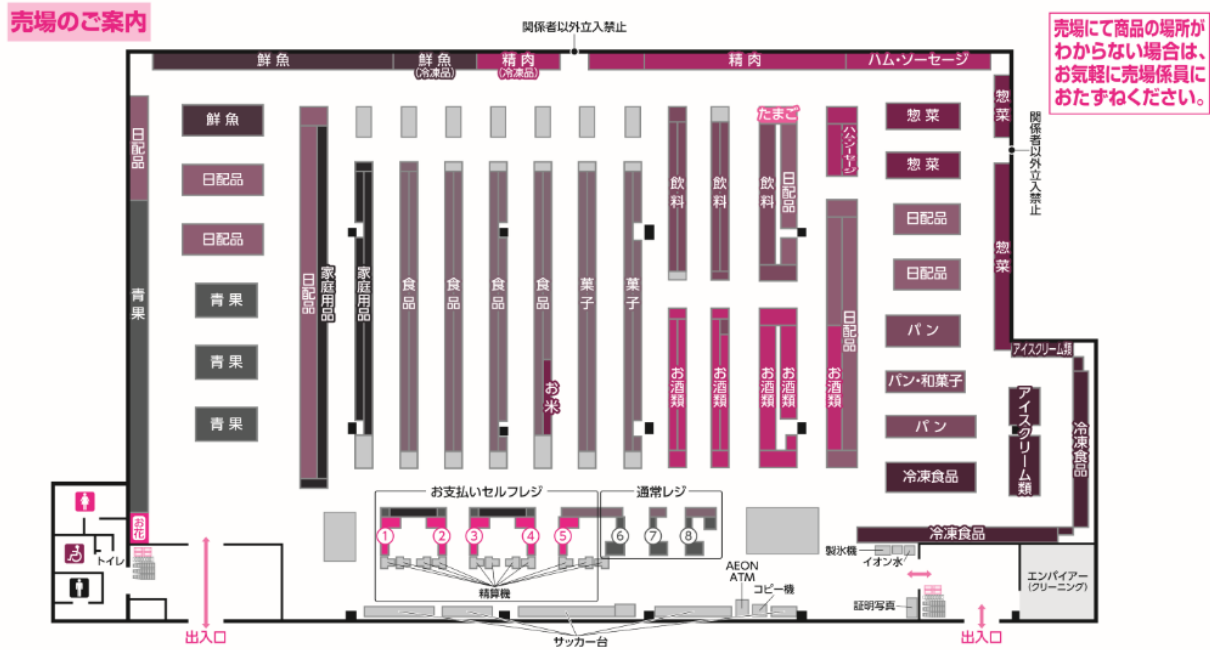 売場のご案内
関係者以外立入禁止
売場にて商品の場所が
わからない場合は、
お気軽に売場係員に
おたずねください。
鮮魚
鮮魚
(冷凍品)
精肉
(冷凍品)
精肉
ハム・ソーセージ
惣菜
関係者以外立入禁止
日配品
鮮魚
日配品
日配品
青果
青果
青果
青果
お花
日配品
家庭用品
家庭用品
食品
食品
食品
食品
お米
菓子
菓子
飲料
飲料
たまご
飲料
日配品
ハム・ソーセージ
お酒類
お酒類
お酒類
お酒類
お酒類
日配品
惣菜
惣菜
日配品
日配品
パン
パン・和菓子
パン
冷凍食品
惣菜
アイスクリーム類
アイスクリーム類
冷凍食品
冷凍食品
お支払いセルフレジ
通常レジ
① ② ③ ④ ⑤ ⑥ ⑦ ⑧
精算機
トイレ
製氷機
イオン水
AEON
ATM
コピー機
証明写真
エンパイアー
(クリーニング)
出入口
サッカー台
出入口